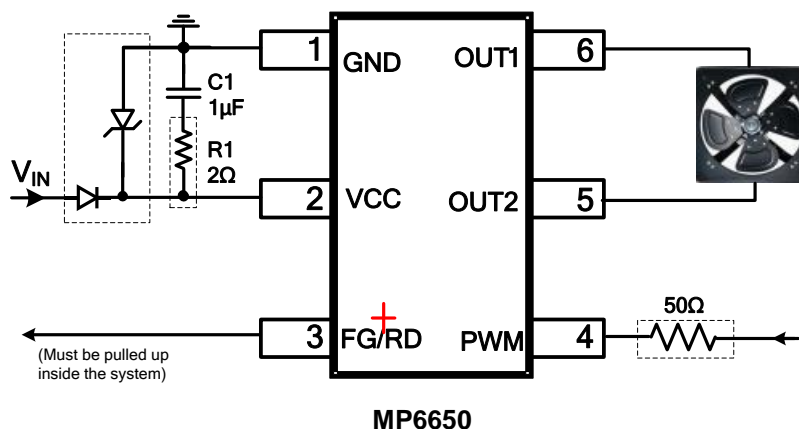 1
GND
OUT1
6
C1
1µF
R1
2Ω
VIN
2
VCC
OUT2
5
50Ω
3
FG/RD
PWM
4
(Must be pulled up
inside the system)
MP6650